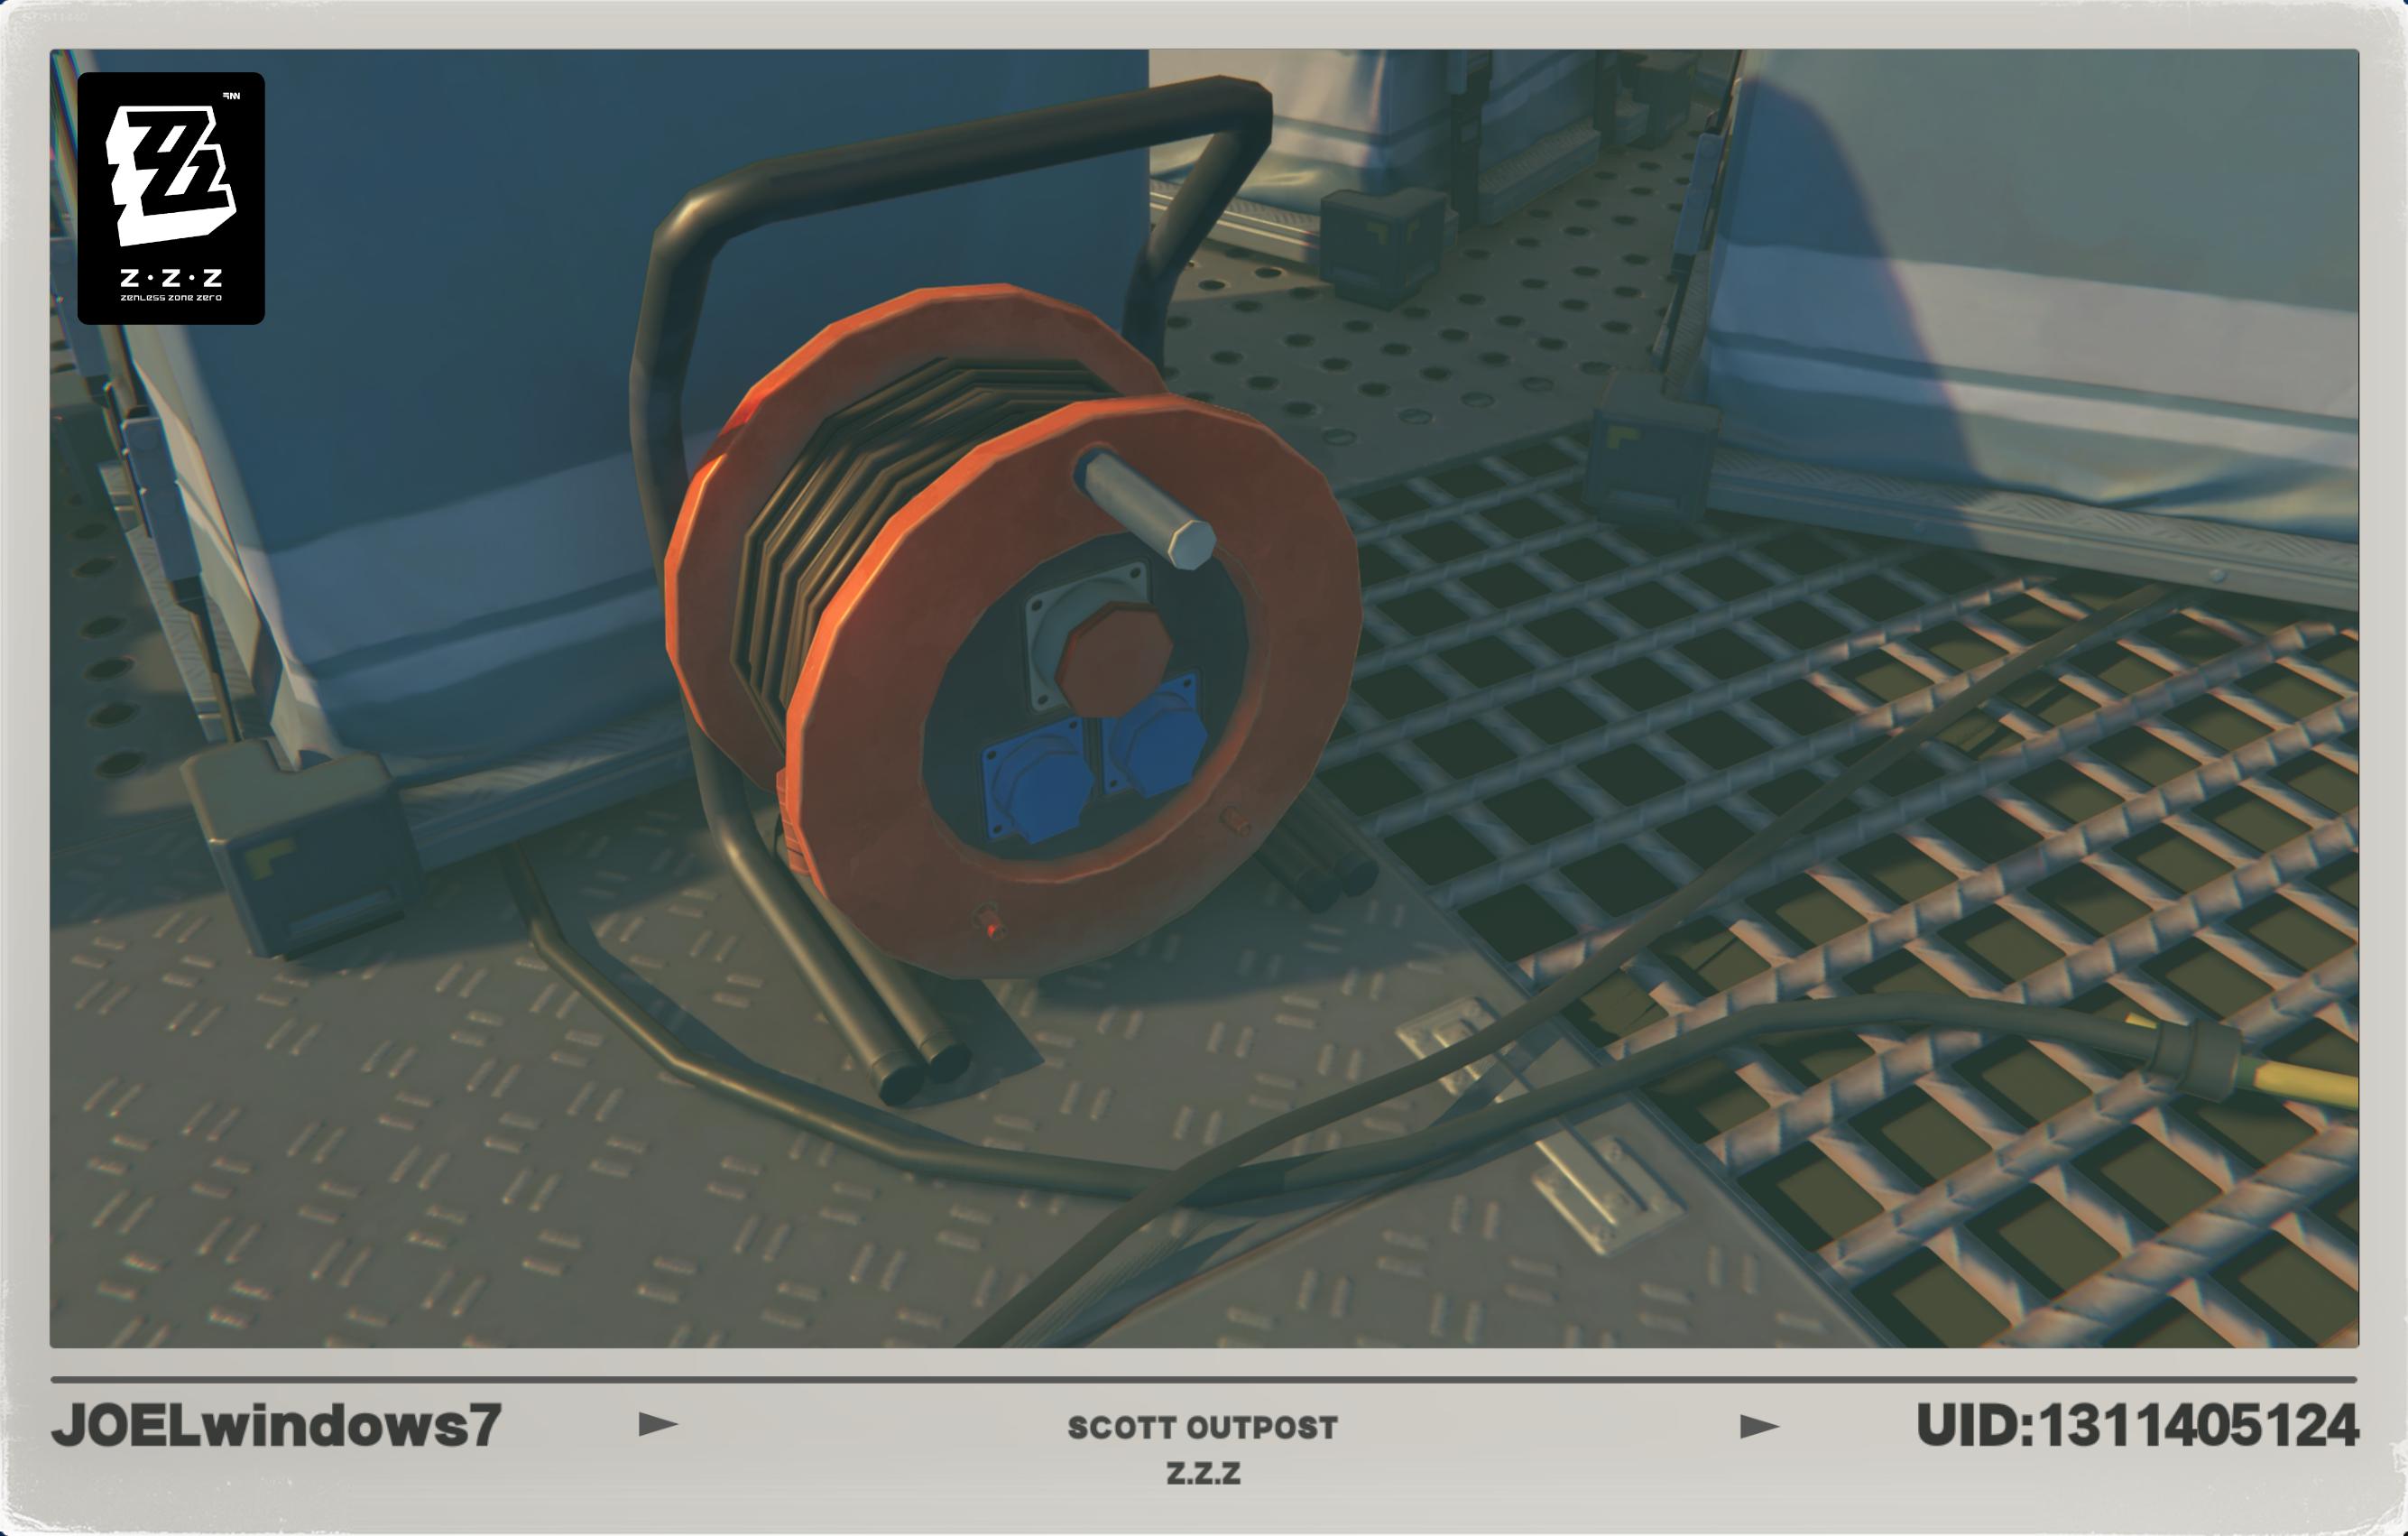 Z·Z·Z
ZENLESS ZONE ZERO
JOELwindows7
SCOTT OUTPOST
Z.Z.Z
UID:1311405124